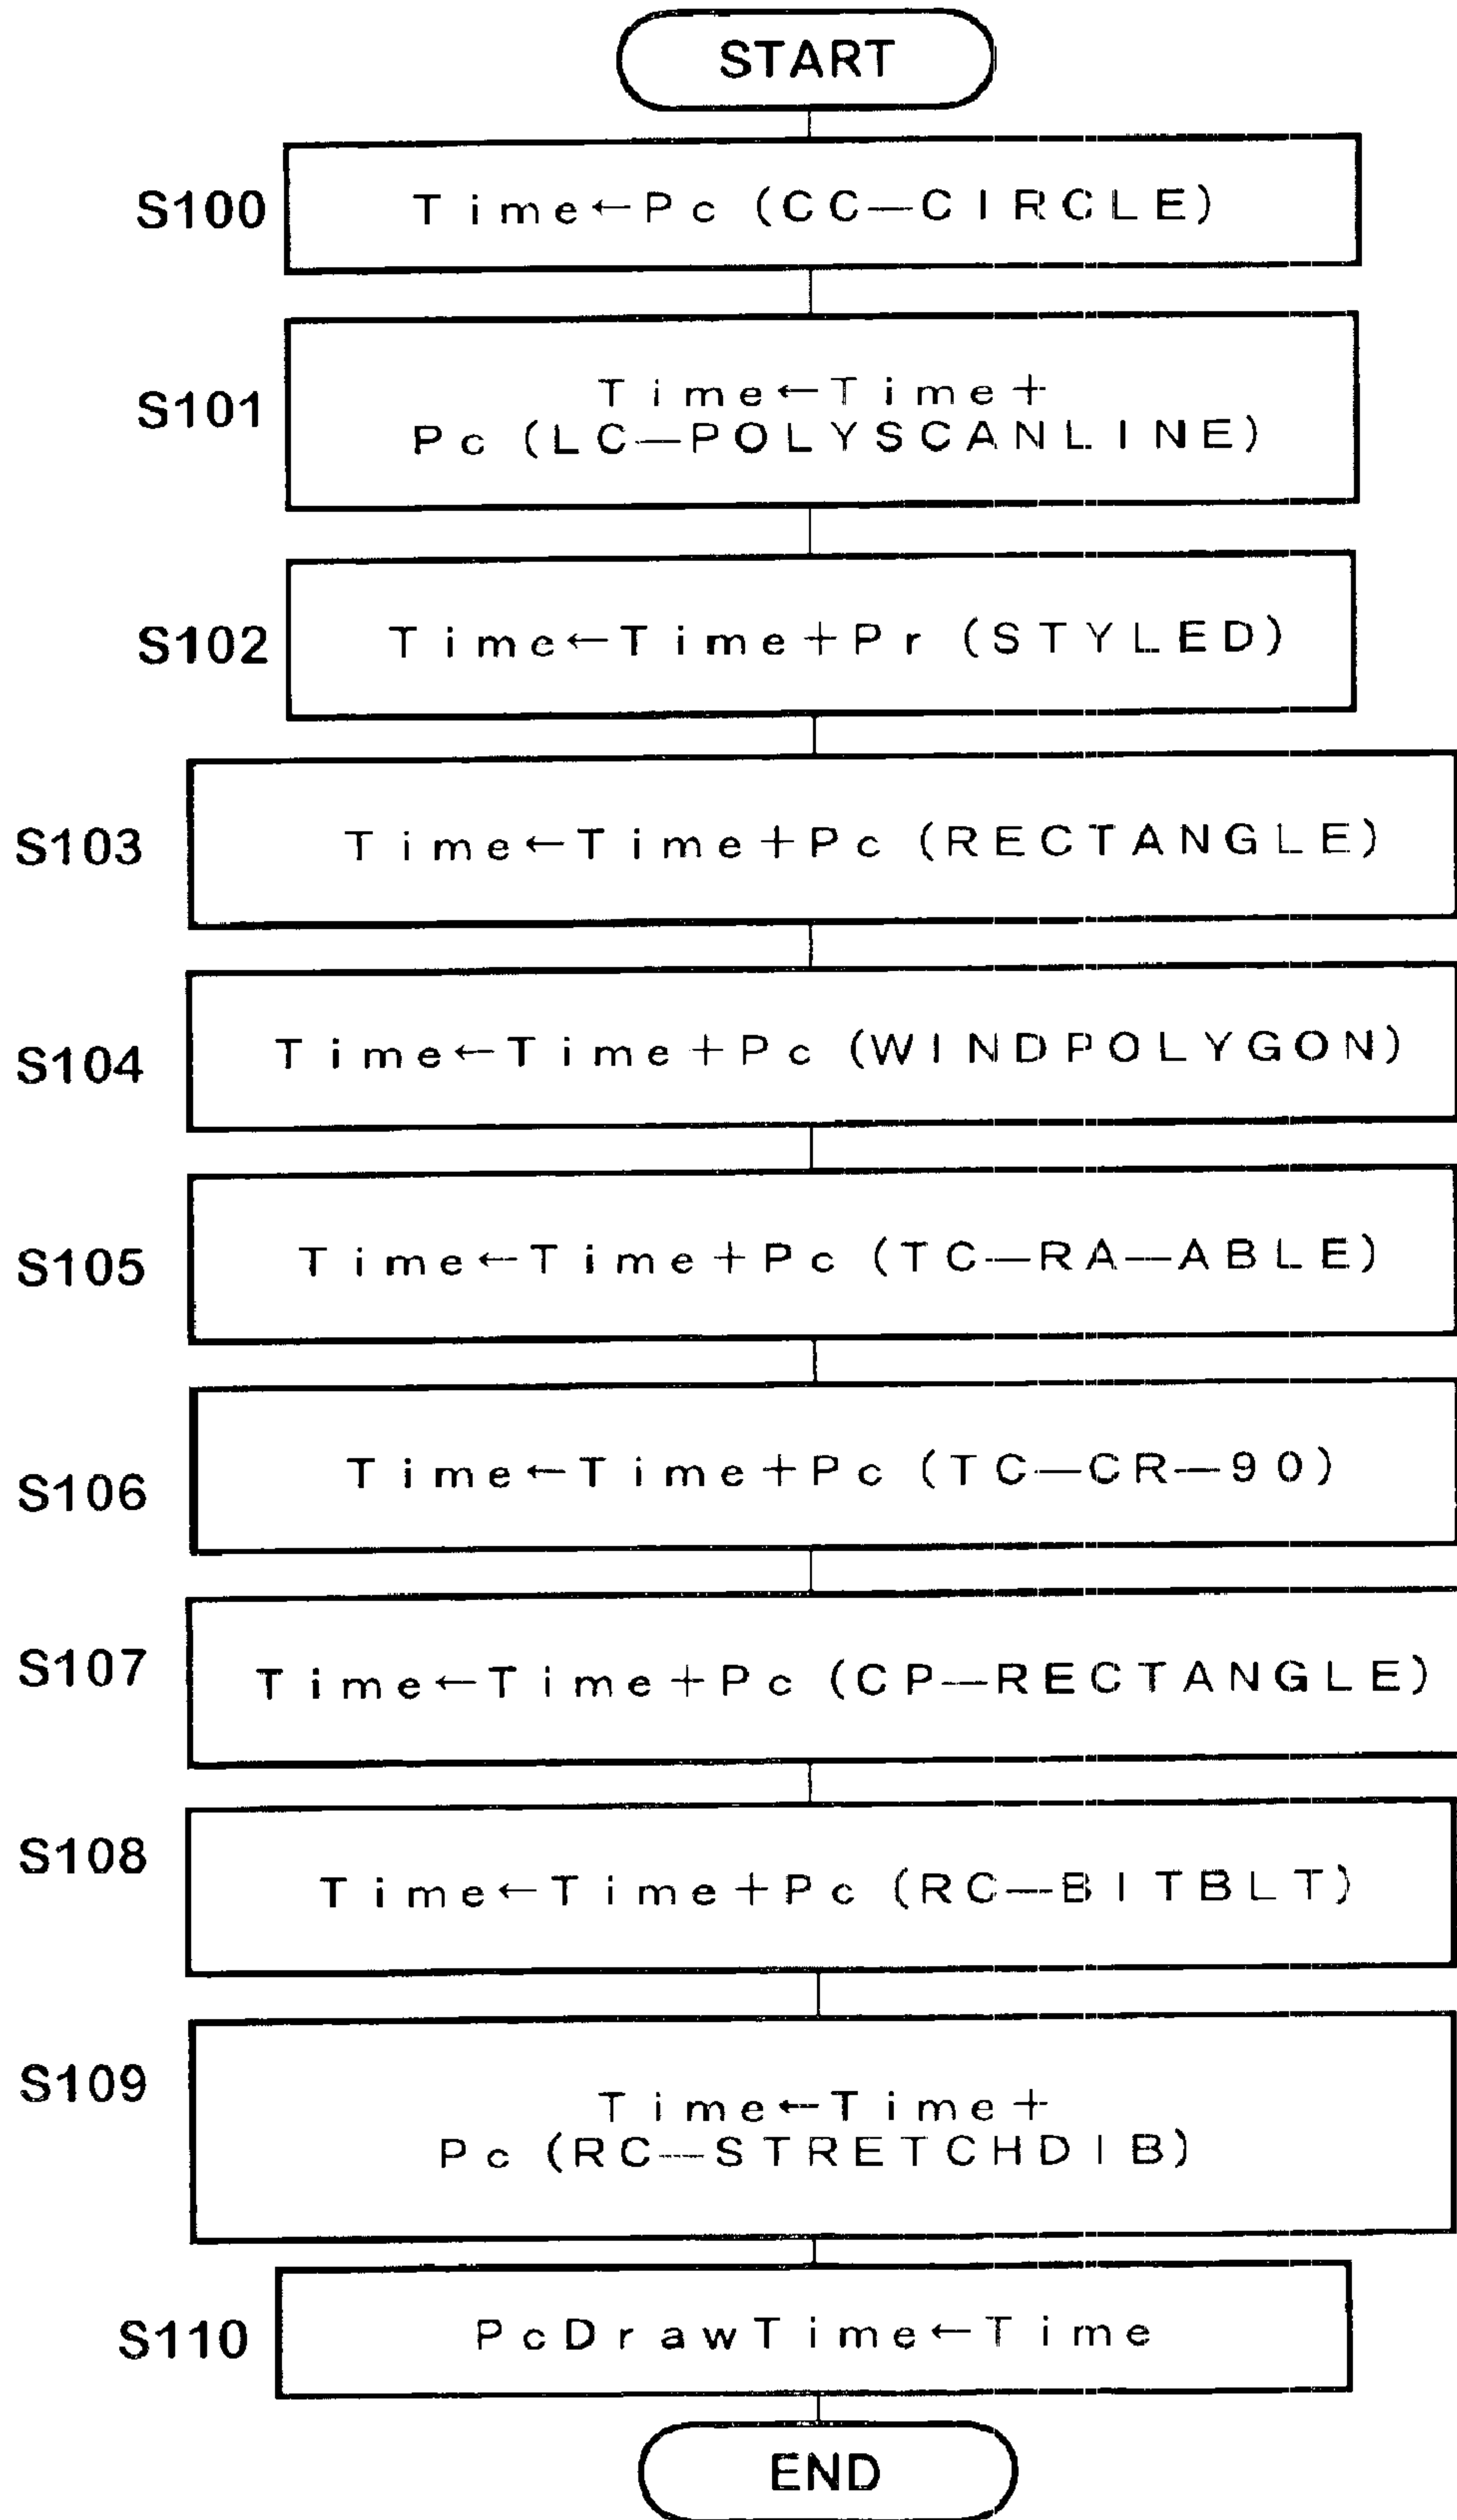 START
S100
Time←Pc (CC—CIRCLE)
S101
Time←Time+
Pc (LC—POLYSCANLINE)
S102
Time←Time+Pr (STYLED)
S103
Time←Time+Pc (RECTANGLE)
S104
Time←Time+Pc (WINDPOLYGON)
S105
Time←Time+Pc (TC—RA—ABLE)
S106
Time←Time+Pc (TC—CR—90)
S107
Time←Time+Pc (CP—RECTANGLE)
S108
Time←Time+Pc (RC—BITBLT)
S109
Time←Time+
Pc (RC—STRETCHDIB)
S110
PcDrawTime←Time
END